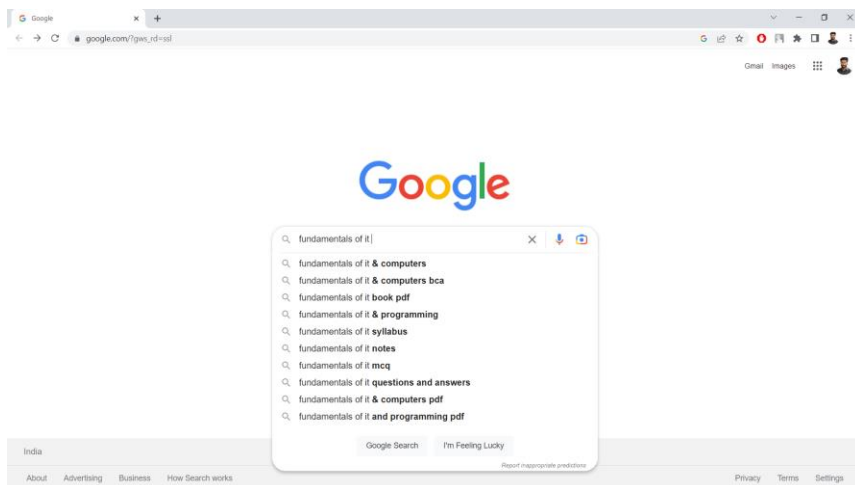 Google
google.com/?gws_rd=ssl
Gmail Images
Google
fundamentals of it
fundamentals of it & computers
fundamentals of it & computers bca
fundamentals of it book pdf
fundamentals of it & programming
fundamentals of it syllabus
fundamentals of it notes
fundamentals of it mcq
fundamentals of it questions and answers
fundamentals of it & computers pdf
fundamentals of it and programming pdf
Google Search I'm Feeling Lucky
Report inappropriate predictions
India
About Advertising Business How Search works Privacy Terms Settings